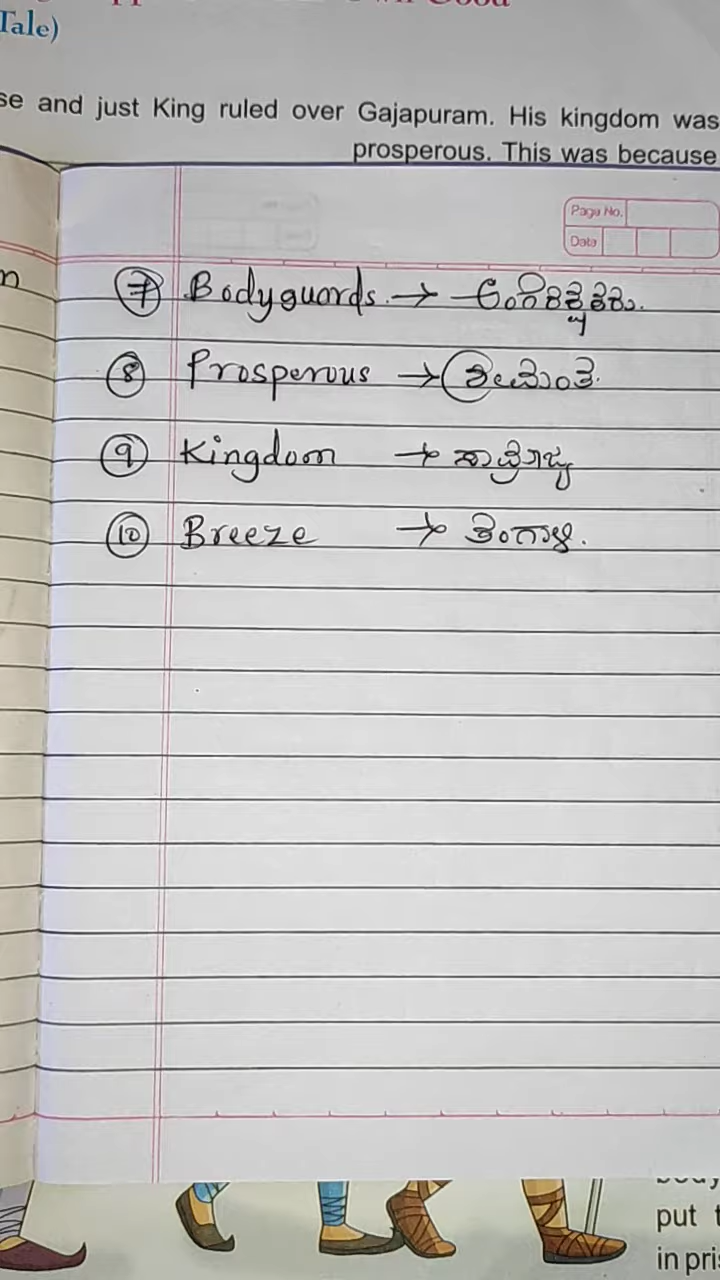 Tale)
se and just King ruled over Gajapuram. His kingdom was
prosperous. This was because
Page No.
Date
n
7 Bodyguards → ಅಂಗರಕ್ಷಕರು.
8 Prosperous → ಶ್ರೀಮಂತ.
9 Kingdom → ಸಾಮ್ರಾಜ್ಯ
10 Breeze → ತಂಗಾಳಿ.
put t
in pris